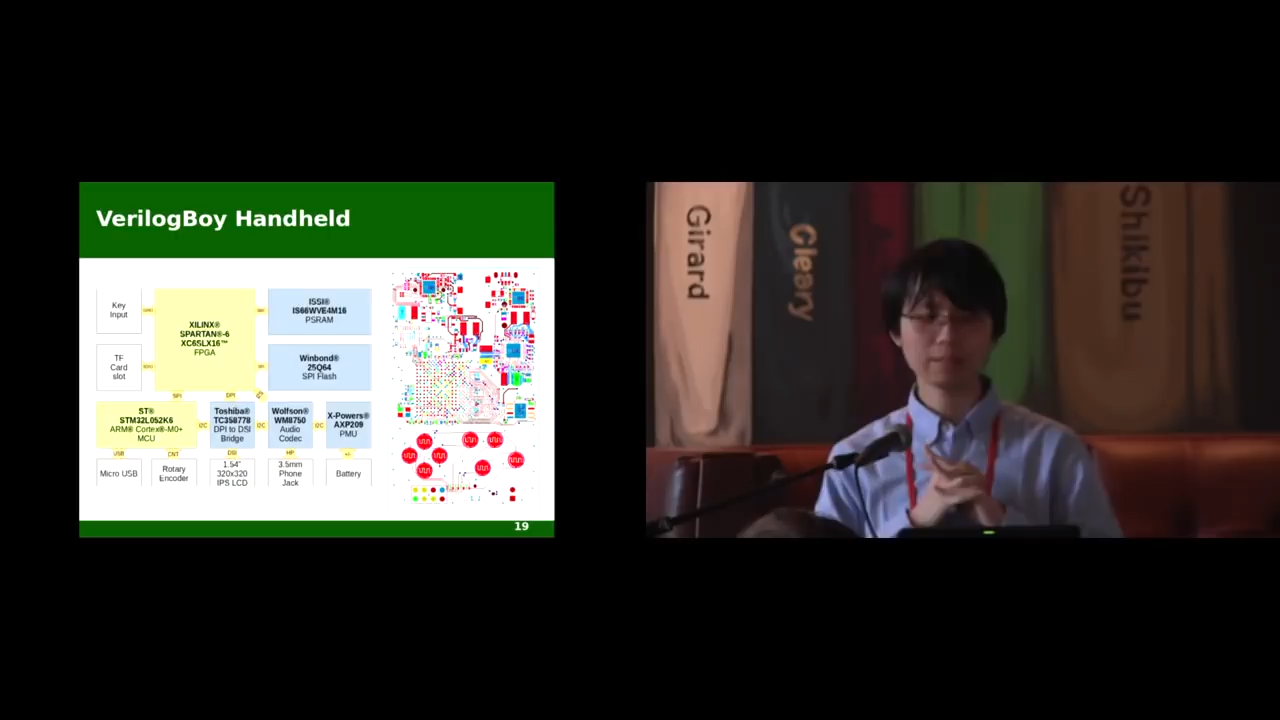 VerilogBoy Handheld
Key
Input
XILINX®
SPARTAN®-6
XC6SLX16™
FPGA
ISSI®
IS66WVE4M16
PSRAM
TF
Card
slot
Winbond®
25Q64
SPI Flash
SPI
DPI
ST®
STM32L052K6
ARM® Cortex®-M0+
MCU
I2C
Toshiba®
TC358778
DPI to DSI
Bridge
I2C
Wolfson®
WM8750
Audio
Codec
I2C
X-Powers®
AXP209
PMU
USB
CNT
DSI
HP
+/-
Micro USB
Rotary
Encoder
1.54"
320x320
IPS LCD
3.5mm
Phone
Jack
Battery
19
Girard
Cleary
Shikibu